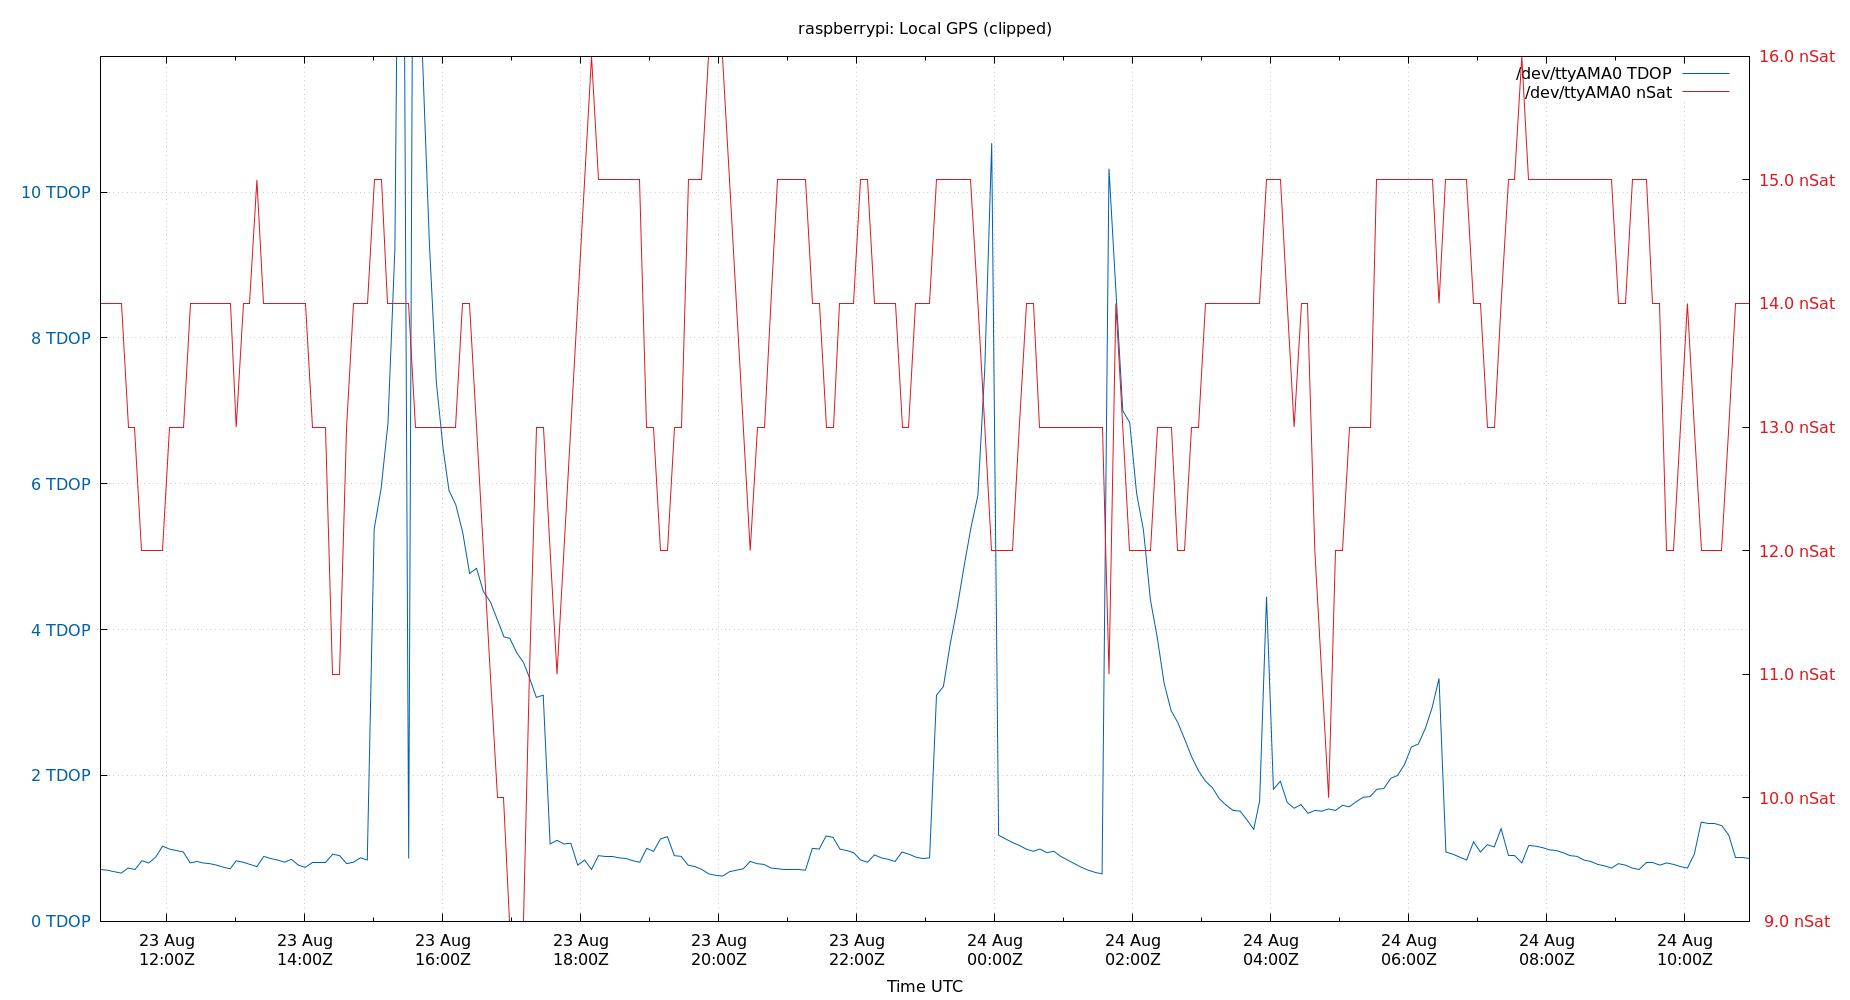 raspberrypi: Local GPS (clipped)
/dev/ttyAMA0 TDOP
/dev/ttyAMA0 nSat
10 TDOP
8 TDOP
6 TDOP
4 TDOP
2 TDOP
0 TDOP
16.0 nSat
15.0 nSat
14.0 nSat
13.0 nSat
12.0 nSat
11.0 nSat
10.0 nSat
9.0 nSat
23 Aug
12:00Z
23 Aug
14:00Z
23 Aug
16:00Z
23 Aug
18:00Z
23 Aug
20:00Z
23 Aug
22:00Z
24 Aug
00:00Z
24 Aug
02:00Z
24 Aug
04:00Z
24 Aug
06:00Z
24 Aug
08:00Z
24 Aug
10:00Z
Time UTC